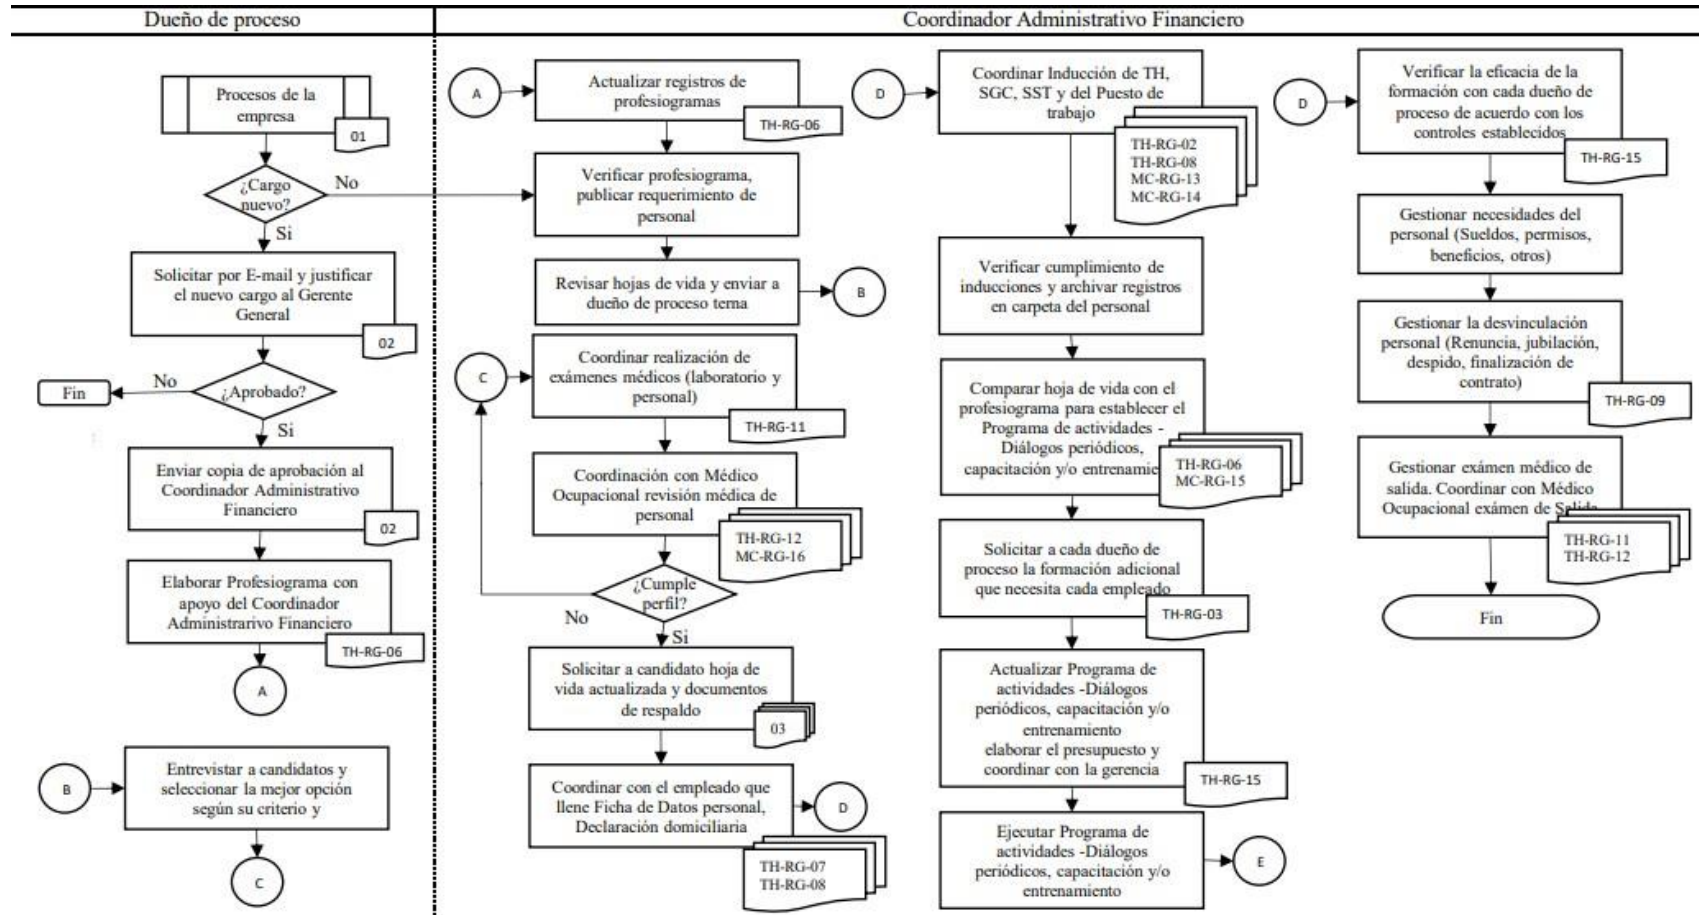 Dueño de proceso
Coordinador Administrativo Financiero
Procesos de la
empresa
01
¿Cargo
nuevo?
No
Si
Solicitar por E-mail y justificar
el nuevo cargo al Gerente
General
02
¿Aprobado?
No
Fin
Si
Enviar copia de aprobación al
Coordinador Administrativo
Financiero
02
Elaborar Profesiograma con
apoyo del Coordinador
Administrarivo Financiero
TH-RG-06
A
B
Entrevistar a candidatos y
seleccionar la mejor opción
según su criterio y
C
A
Actualizar registros de
profesiogramas
TH-RG-06
Verificar profesiograma,
publicar requerimiento de
personal
Revisar hojas de vida y enviar a
dueño de proceso terna
B
C
Coordinar realización de
exámenes médicos (laboratorio y
personal)
TH-RG-11
Coordinación con Médico
Ocupacional revisión médica de
personal
TH-RG-12
MC-RG-16
¿Cumple
perfil?
No
Si
Solicitar a candidato hoja de
vida actualizada y documentos
de respaldo
03
Coordinar con el empleado que
llene Ficha de Datos personal,
Declaración domiciliaria
D
TH-RG-07
TH-RG-08
D
Coordinar Inducción de TH,
SGC, SST y del Puesto de
trabajo
TH-RG-02
TH-RG-08
MC-RG-13
MC-RG-14
Verificar cumplimiento de
inducciones y archivar registros
en carpeta del personal
Comparar hoja de vida con el
profesiograma para establecer el
Programa de actividades -
Diálogos periódicos,
capacitación y/o entrenamie
TH-RG-06
MC-RG-15
Solicitar a cada dueño de
proceso la formación adicional
que necesita cada empleado
TH-RG-03
Actualizar Programa de
actividades -Diálogos
periódicos, capacitación y/o
entrenamiento
elaborar el presupuesto y
coordinar con la gerencia
TH-RG-15
Ejecutar Programa de
actividades -Diálogos
periódicos, capacitación y/o
entrenamiento
E
D
Verificar la eficacia de la
formación con cada dueño de
proceso de acuerdo con los
controles establecidos
TH-RG-15
Gestionar necesidades del
personal (Sueldos, permisos,
beneficios, otros)
Gestionar la desvinculación
personal (Renuncia, jubilación,
despido, finalización de
contrato)
TH-RG-09
Gestionar exámen médico de
salida. Coordinar con Médico
Ocupacional exámen de Salida
TH-RG-11
TH-RG-12
Fin